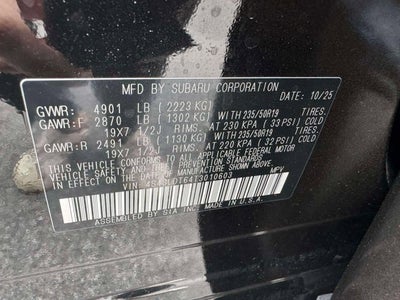 MFD BY SUBARU CORPORATION 10/25
GVWR: 4901 LB (2223 KG) TIRES.
GAWR:F 2870 LB (1302 KG) WITH 235/50R19
19X7 1/2J RIMS. AT 230 KPA ( 33 PSI) COLD
GAWR:R 2491 LB (1130 KG) WITH 235/50R19 TIRES.
19X7 1/2J RIMS. AT 220 KPA ( 32 PSI) COLD
THIS VEHICLE CONFORMS TO ALL APPLICABLE FEDERAL MOTOR
VEHICLE SAFETY STANDARDS IN EFFECT ON THE DATE
OF MANUFACTURE SHOWN ABOVE.
VIN: MPV
ASSEMBLED BY SIA INC. MADE IN U.S.A.